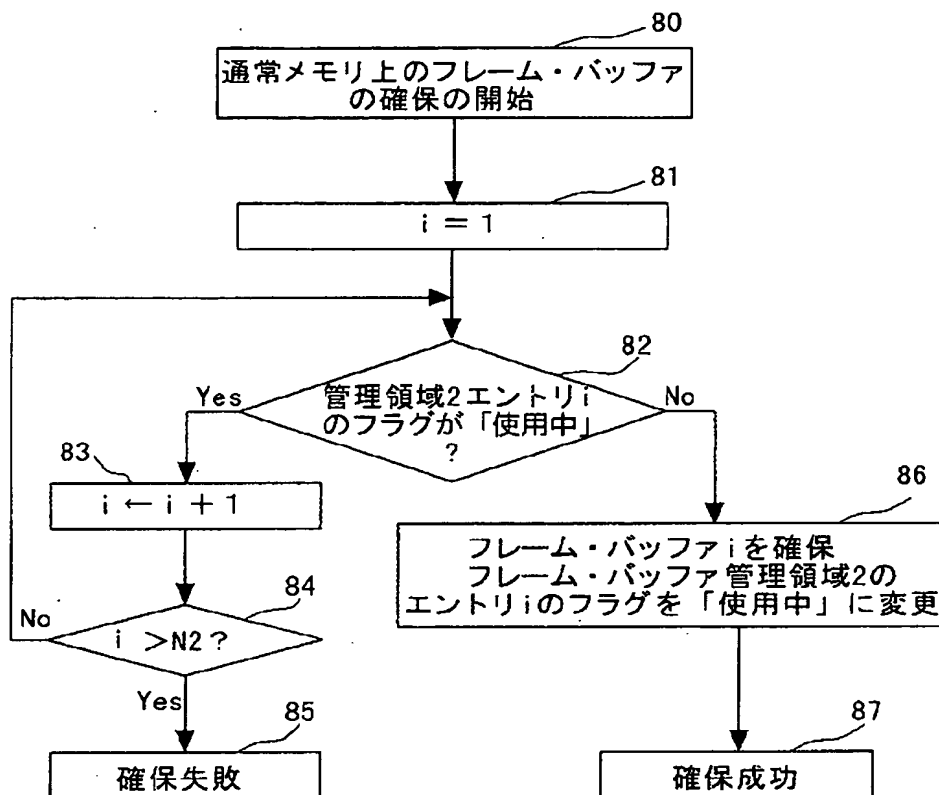 80
通常メモリ上のフレーム・バッファ
の確保の開始
81
i = 1
82
管理領域2エントリi
のフラグが「使用中」
?
Yes
No
83
i ← i + 1
84
i >N2?
No
Yes
85
確保失敗
86
フレーム・バッファiを確保
フレーム・バッファ管理領域2の
エントリiのフラグを「使用中」に変更
87
確保成功